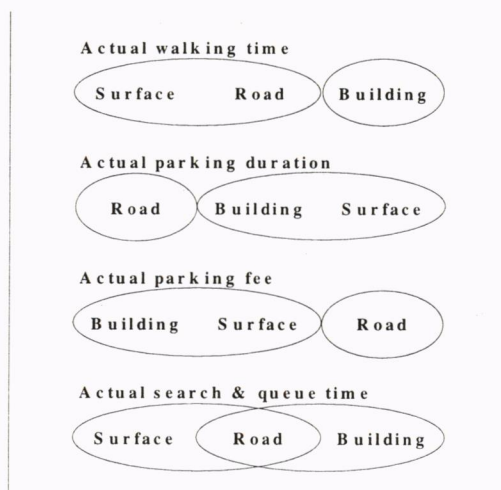 Actual walking time
Surface Road Building
Actual parking duration
Road Building Surface
Actual parking fee
Building Surface Road
Actual search & queue time
Surface Road Building